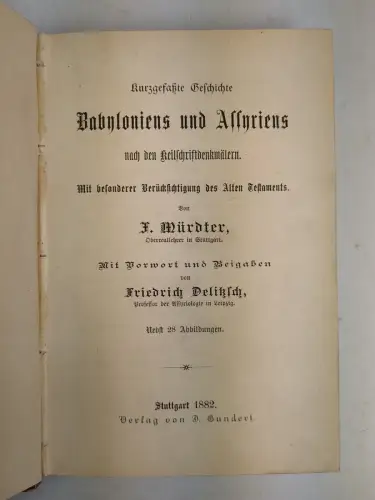 Kurzgefaßte Geschichte
Babyloniens und Assyriens
nach den Keilschriftdenkmälern.
Mit besonderer Berücksichtigung des Alten Testaments.
Von
F. Mürdter,
Oberreallehrer in Stuttgart.
Mit Vorwort und Beigaben
von
Friedrich Delitzsch,
Professor der Assyriologie in Leipzig.
Nebst 28 Abbildungen.
Stuttgart 1882.
Verlag von D. Gundert.